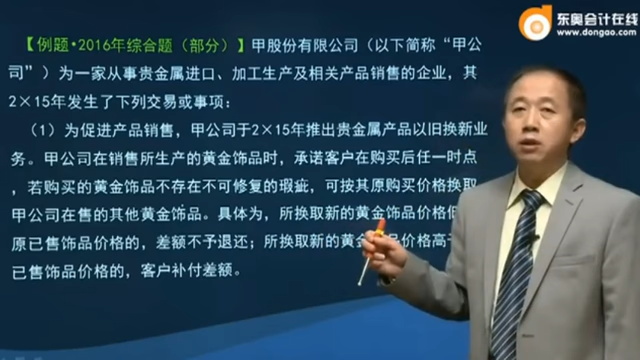 东奥会计在线
www.dongao.com
【例题·2016年综合题（部分）】甲股份有限公司（以下简称“甲公
司”）为一家从事贵金属进口、加工生产及相关产品销售的企业，其
2×15年发生了下列交易或事项：
（1）为促进产品销售，甲公司于2×15年推出贵金属产品以旧换新业
务。甲公司在销售所生产的黄金饰品时，承诺客户在购买后任一时点
，若购买的黄金饰品不存在不可修复的瑕疵，可按其原购买价格换取
甲公司在售的其他黄金饰品。具体为，所换取新的黄金饰品价格低
原已售饰品价格的，差额不予退还；所换取新的黄金 品价格高
已售饰品价格的，客户补付差额。